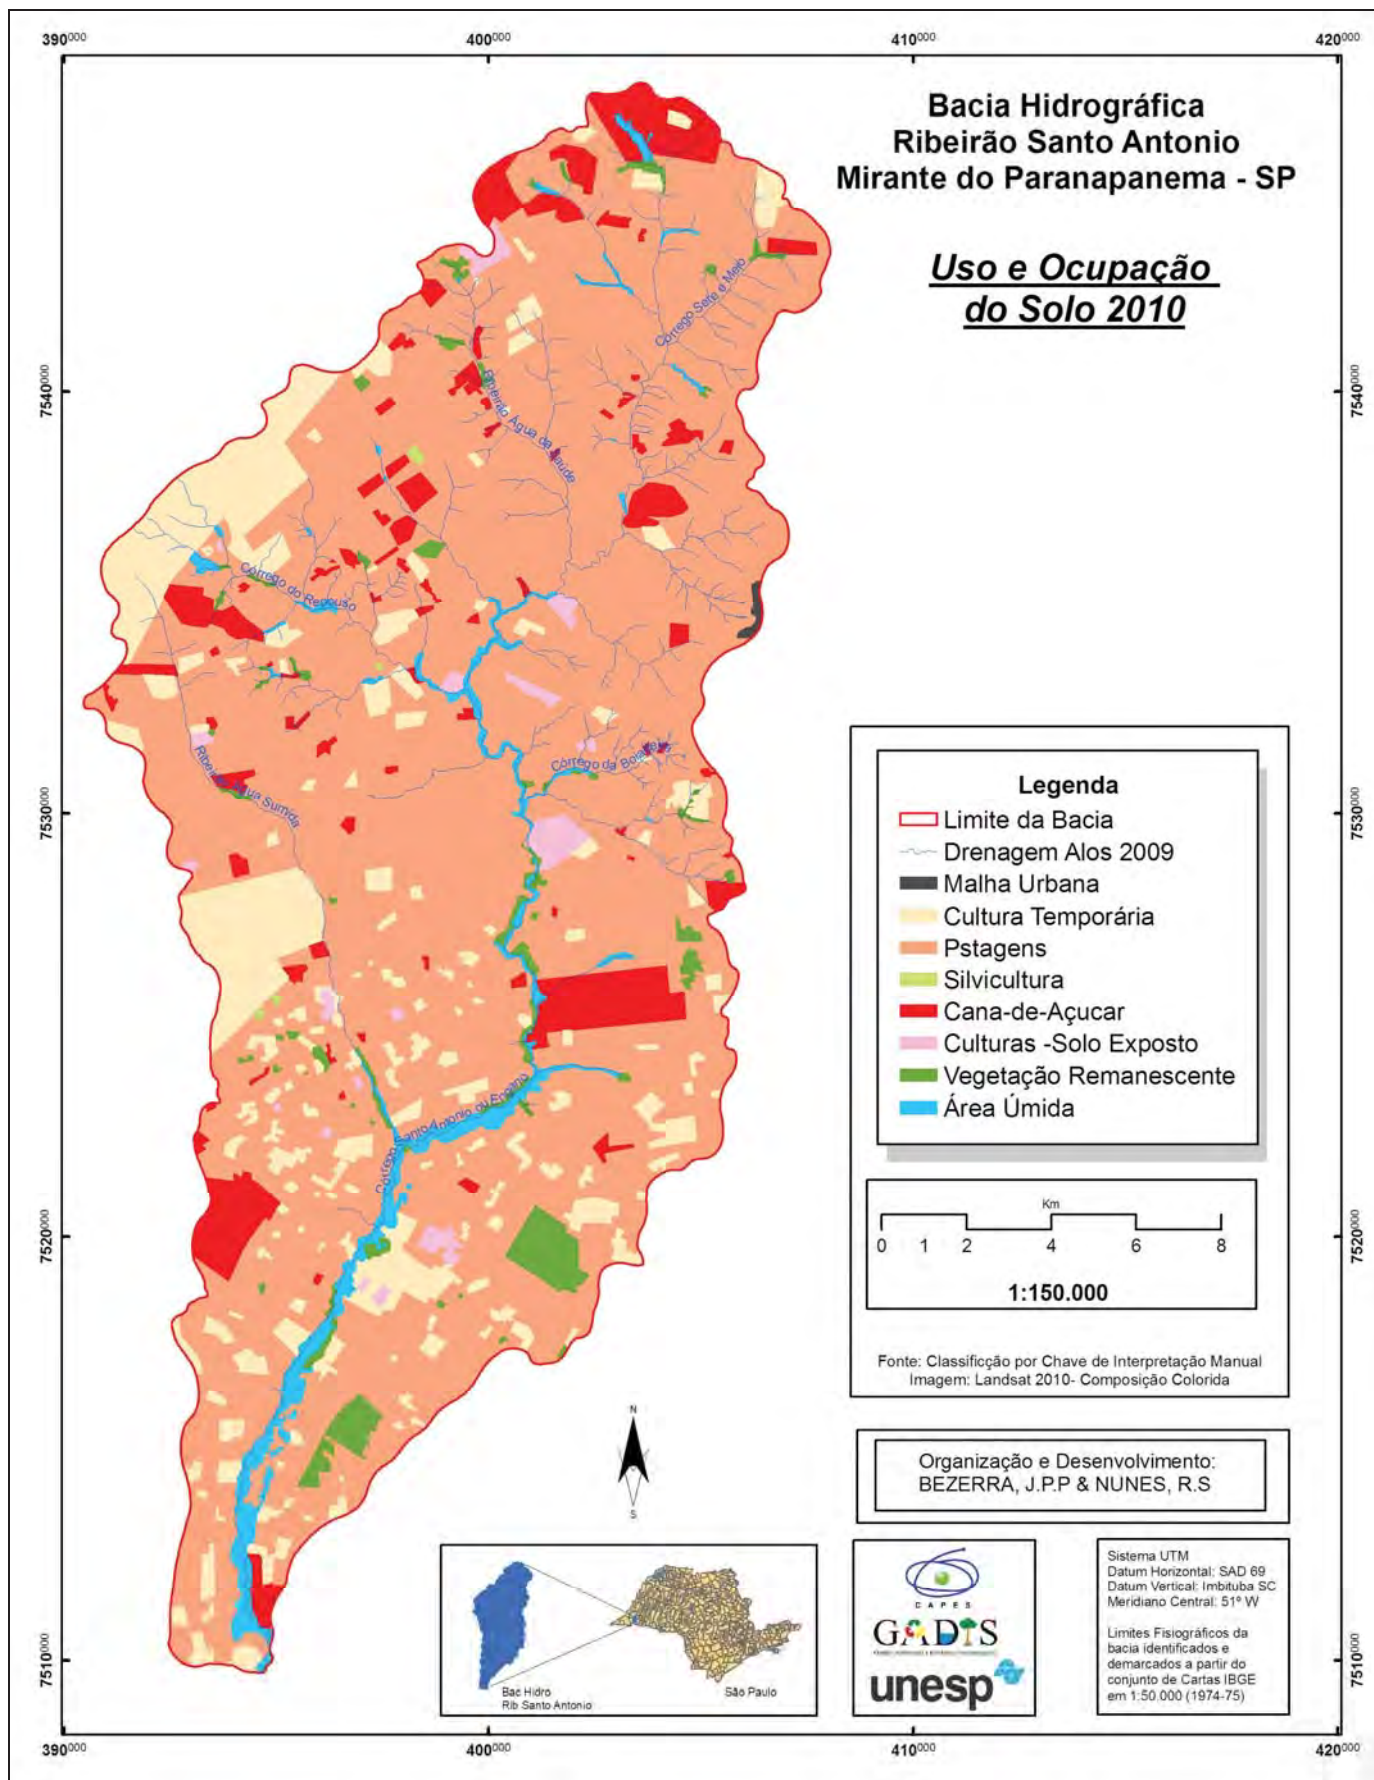 390000 400000 410000 420000
Bacia Hidrográfica
Ribeirão Santo Antonio
Mirante do Paranapanema - SP
Uso e Ocupação
do Solo 2010
7540000
7530000
7520000
7510000
7540000
7530000
7520000
7510000
Córrego Sete e Meio
Ribeirão Água da Saúde
Córrego do Repouso
Ribeirão Água Sumida
Córrego da Boiadeira
Córrego Santo Antonio ou Engano
Legenda
Limite da Bacia
Drenagem Alos 2009
Malha Urbana
Cultura Temporária
Pstagens
Silvicultura
Cana-de-Açucar
Culturas -Solo Exposto
Vegetação Remanescente
Área Úmida
Km
0 1 2 4 6 8
1:150.000
Fonte: Classificção por Chave de Interpretação Manual
Imagem: Landsat 2010- Composição Colorida
N
S
Organização e Desenvolvimento:
BEZERRA, J.P.P & NUNES, R.S
Bac Hidro
Rib Santo Antonio
São Paulo
CAPES
GADIS
unesp
Sistema UTM
Datum Horizontal: SAD 69
Datum Vertical: Imbituba SC
Meridiano Central: 51º W
Limites Fisiográficos da
bacia identificados e
demarcados a partir do
conjunto de Cartas IBGE
em 1:50.000 (1974-75)
390000 400000 410000 420000